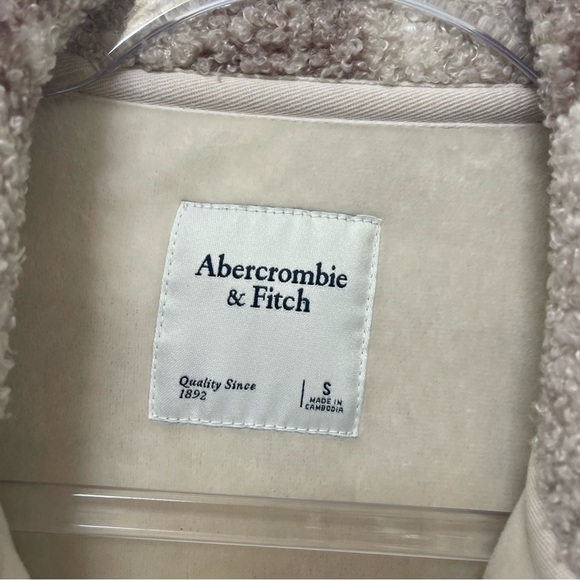 Abercrombie
& Fitch
Quality Since
1892
S
MADE IN
CAMBODIA